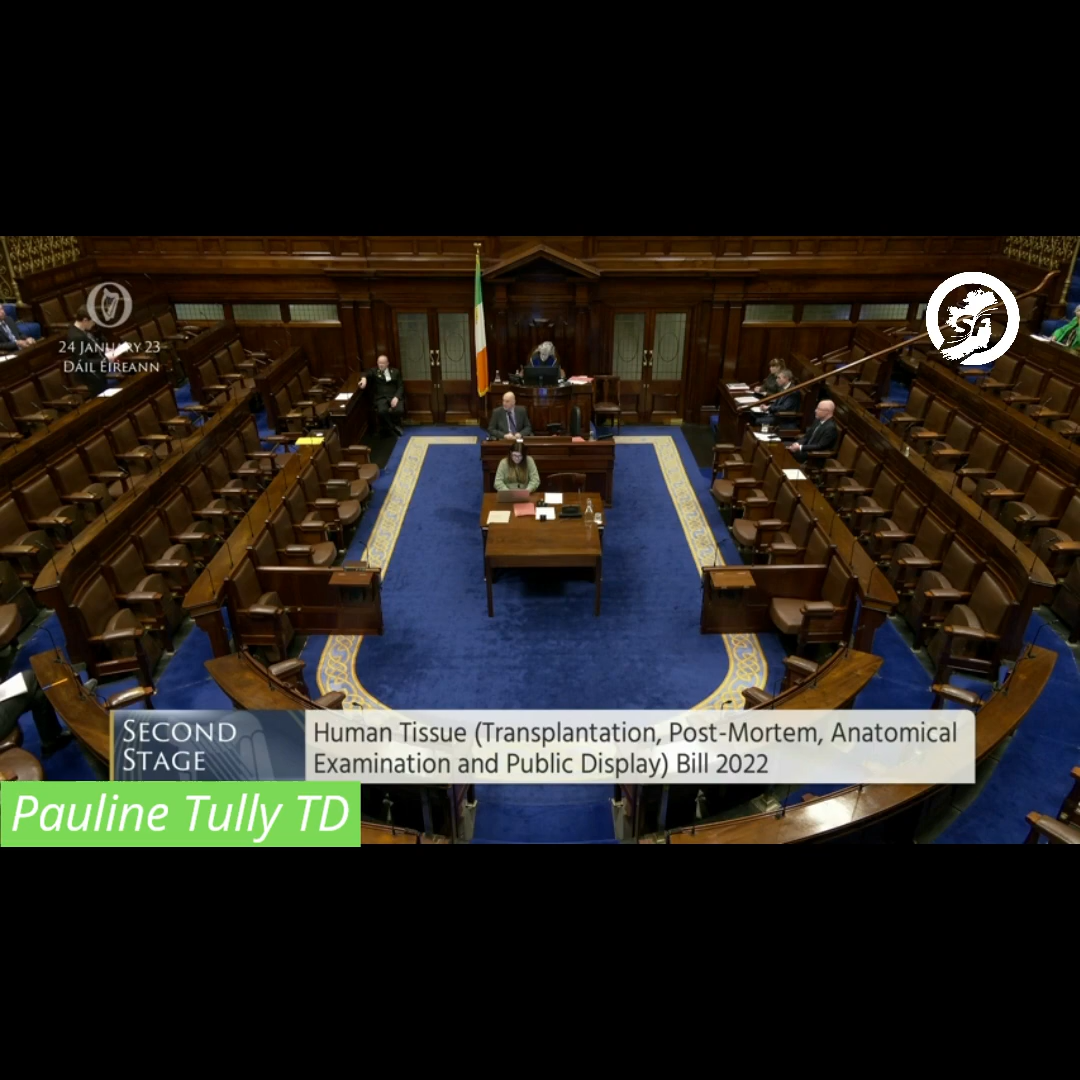 24 January 23
Dáil Éireann
SF
Second
Stage
Human Tissue (Transplantation, Post-Mortem, Anatomical
Examination and Public Display) Bill 2022
Pauline Tully TD